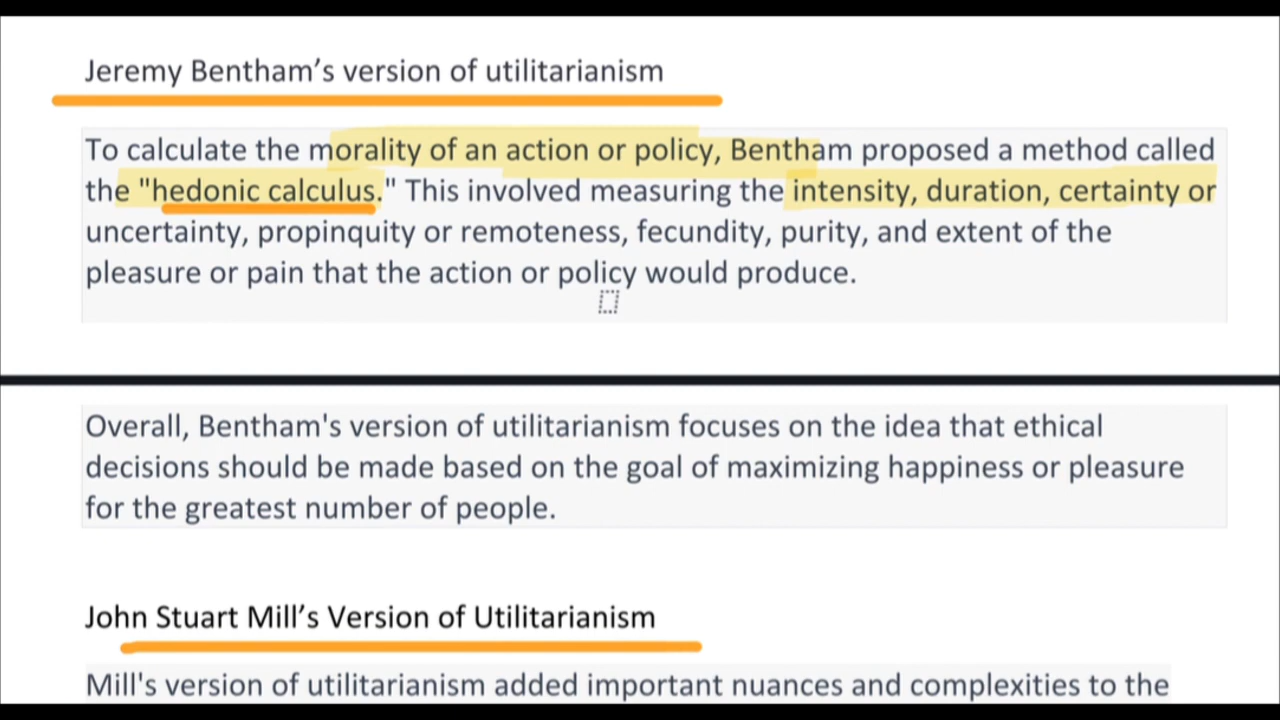 Jeremy Bentham’s version of utilitarianism
To calculate the morality of an action or policy, Bentham proposed a method called
the "hedonic calculus." This involved measuring the intensity, duration, certainty or
uncertainty, propinquity or remoteness, fecundity, purity, and extent of the
pleasure or pain that the action or policy would produce.
Overall, Bentham's version of utilitarianism focuses on the idea that ethical
decisions should be made based on the goal of maximizing happiness or pleasure
for the greatest number of people.
John Stuart Mill’s Version of Utilitarianism
Mill's version of utilitarianism added important nuances and complexities to the